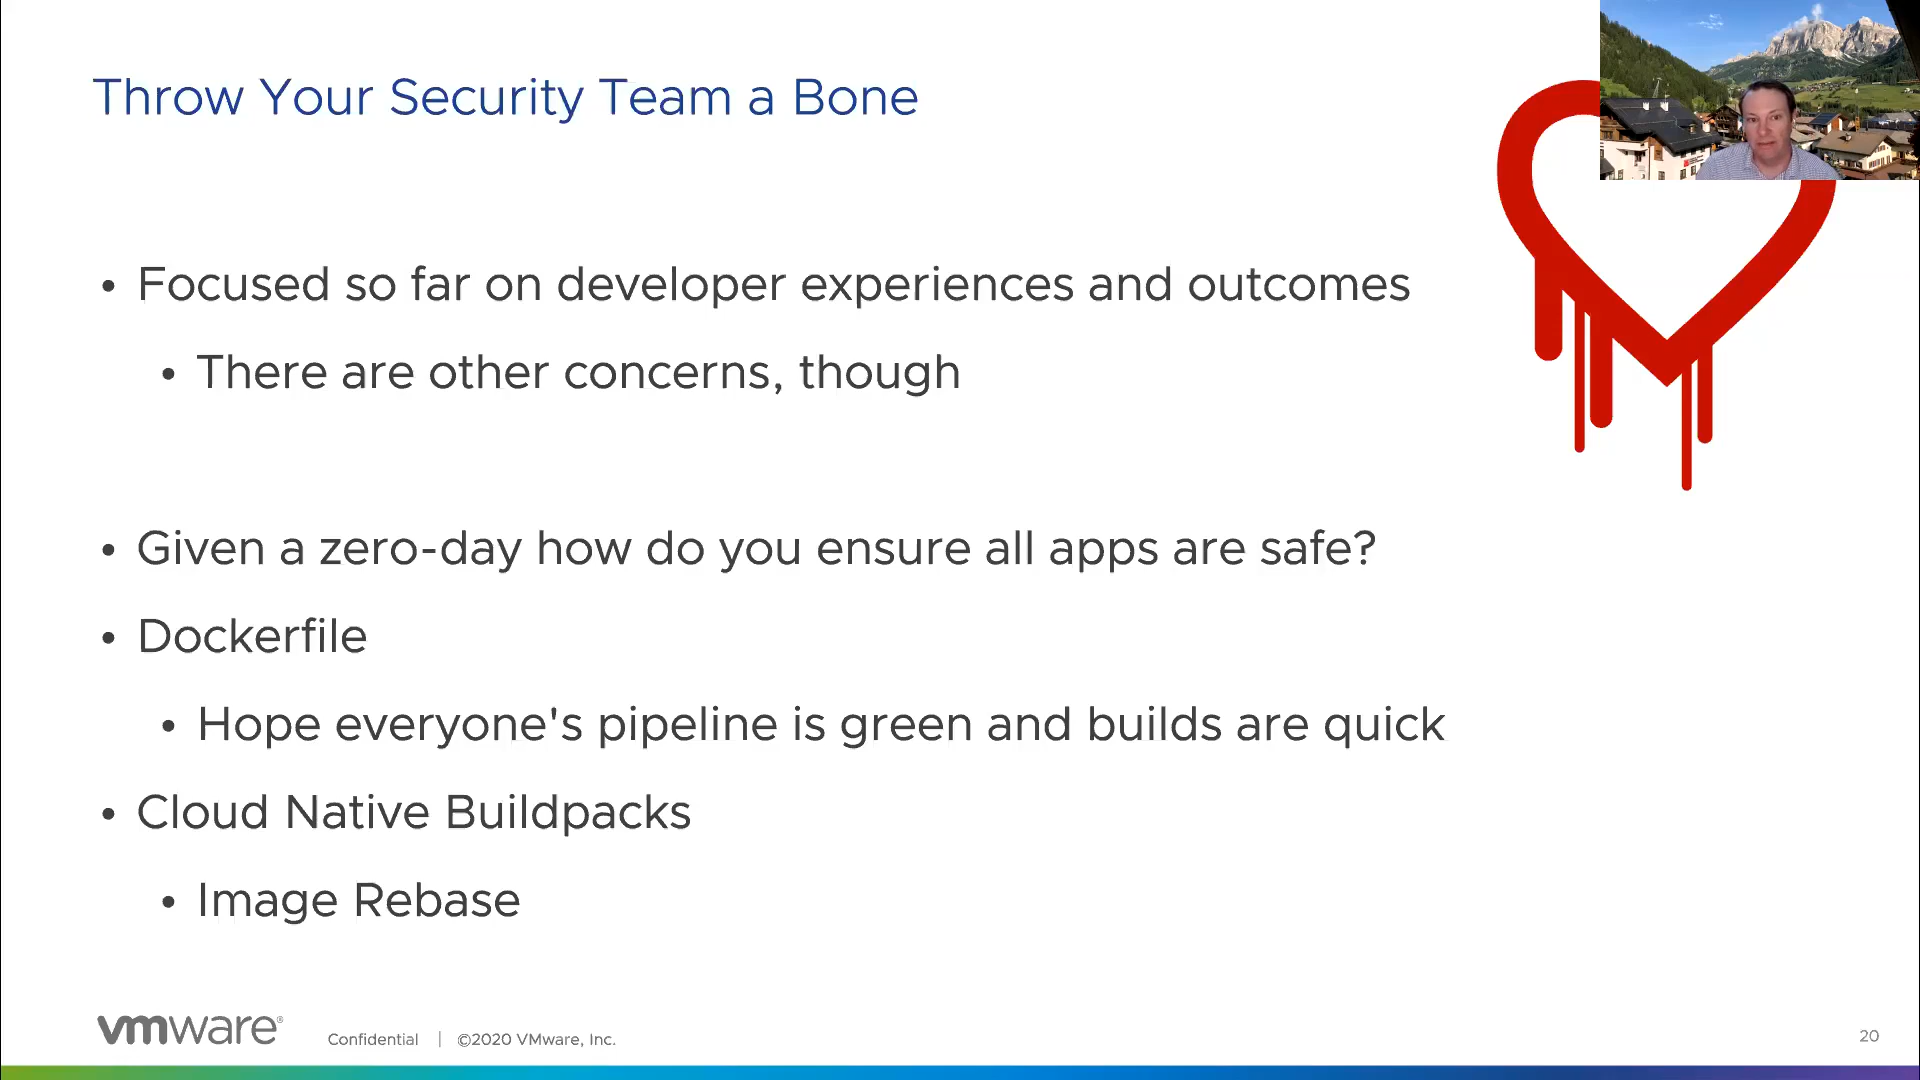 Throw Your Security Team a Bone
• Focused so far on developer experiences and outcomes
• There are other concerns, though
• Given a zero-day how do you ensure all apps are safe?
• Dockerfile
• Hope everyone's pipeline is green and builds are quick
• Cloud Native Buildpacks
• Image Rebase
vmware®
Confidential | ©2020 VMware, Inc.
20